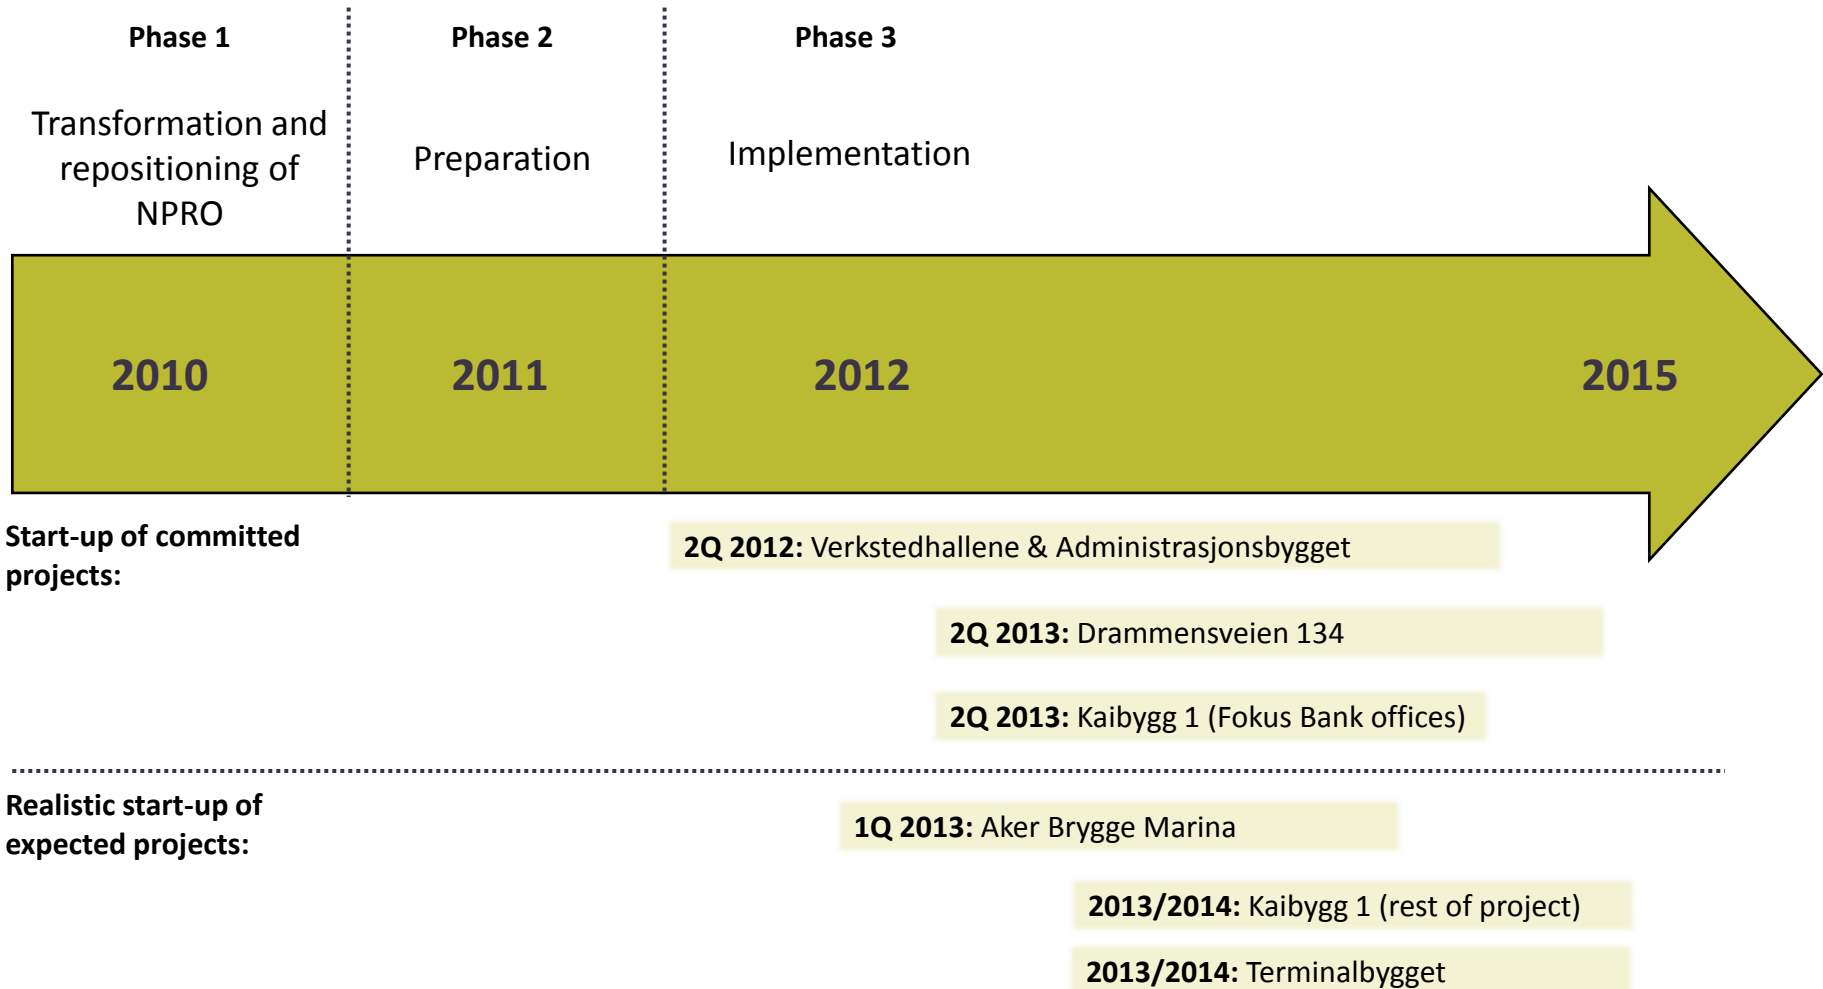 Phase 1
Phase 2
Phase 3
Transformation and
repositioning of
NPRO
Preparation
Implementation
2010
2011
2012
2015
Start-up of committed
projects:
2Q 2012: Verkstedhallene & Administrasjonsbygget
2Q 2013: Drammensveien 134
2Q 2013: Kaibygg 1 (Fokus Bank offices)
Realistic start-up of
expected projects:
1Q 2013: Aker Brygge Marina
2013/2014: Kaibygg 1 (rest of project)
2013/2014: Terminalbygget